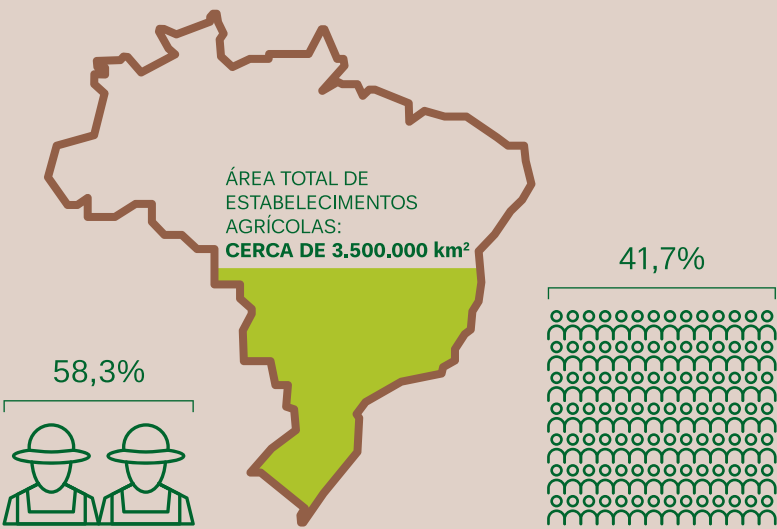 ÁREA TOTAL DE
ESTABELECIMENTOS
AGRÍCOLAS:
CERCA DE 3.500.000 km²
41,7%
58,3%